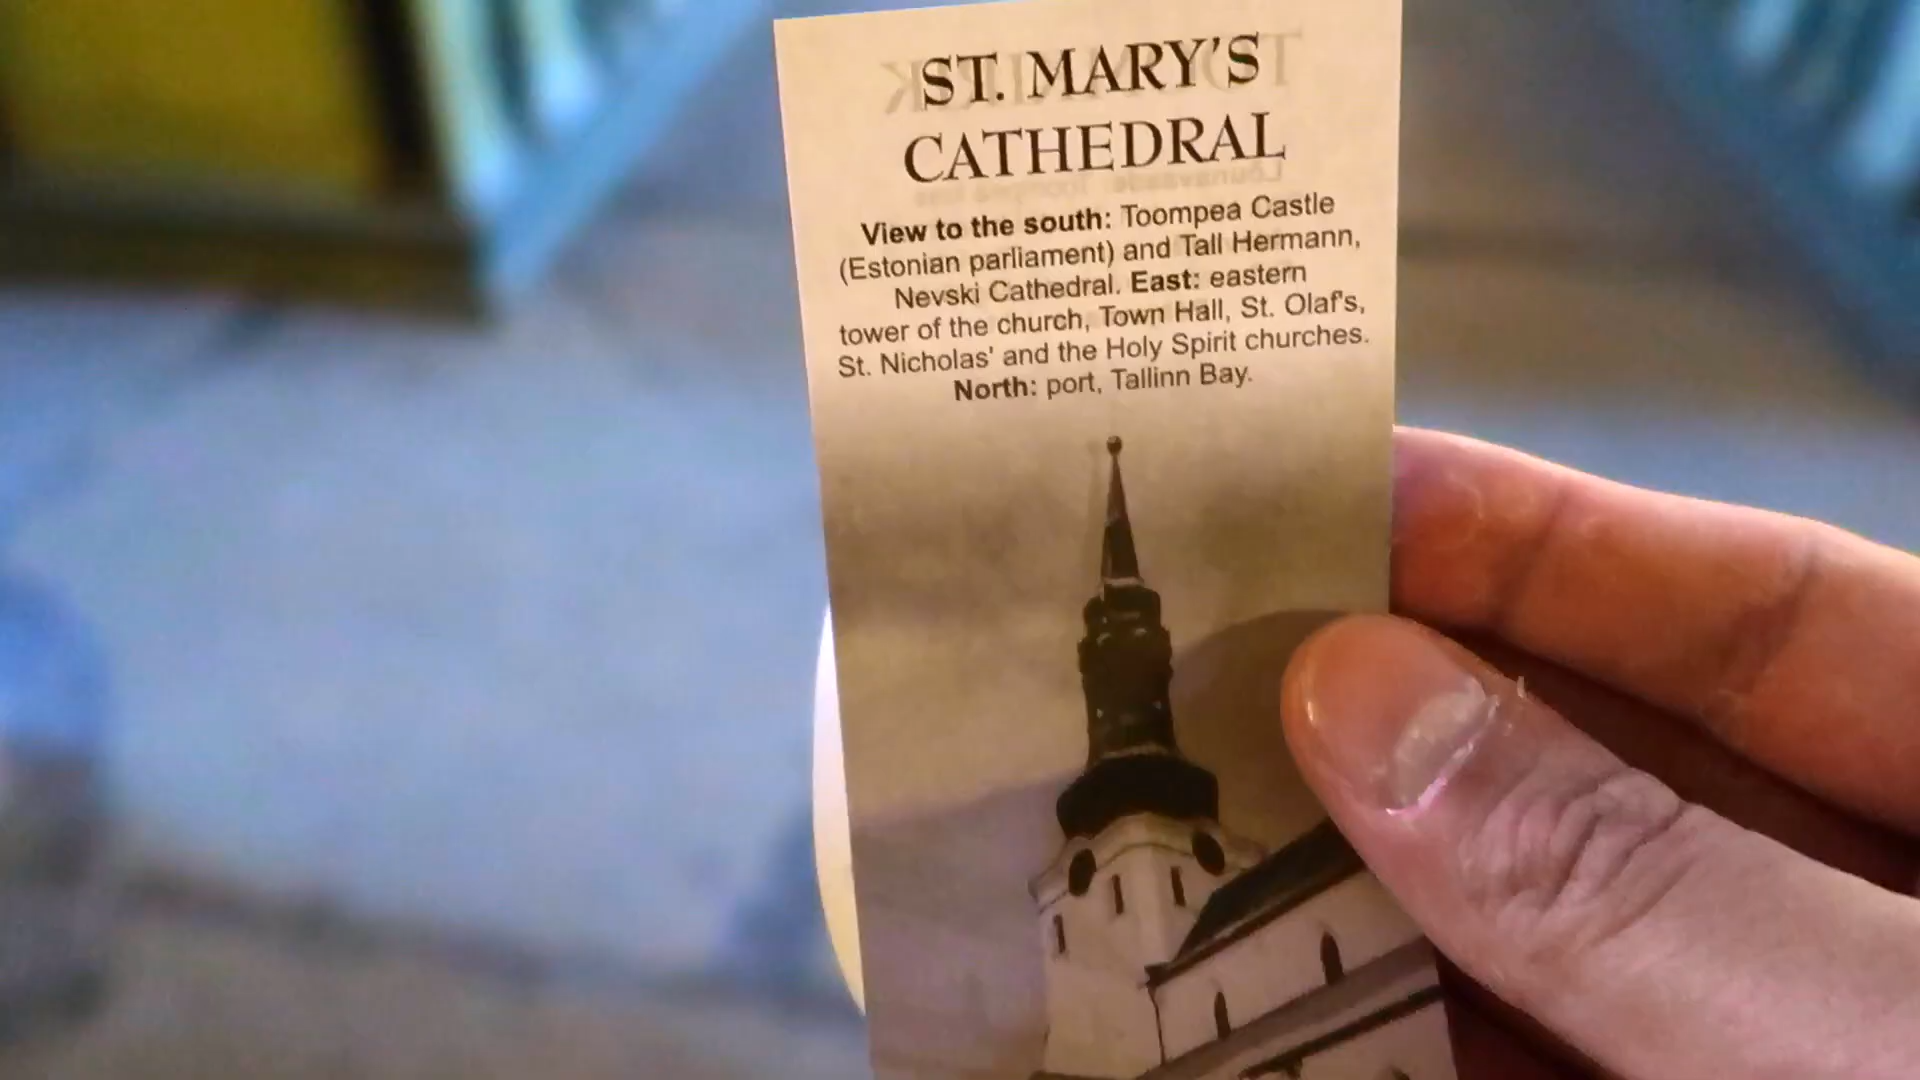 ST. MARY'S
CATHEDRAL
View to the south: Toompea Castle
(Estonian parliament) and Tall Hermann,
Nevski Cathedral. East: eastern
tower of the church, Town Hall, St. Olaf's,
St. Nicholas' and the Holy Spirit churches.
North: port, Tallinn Bay.